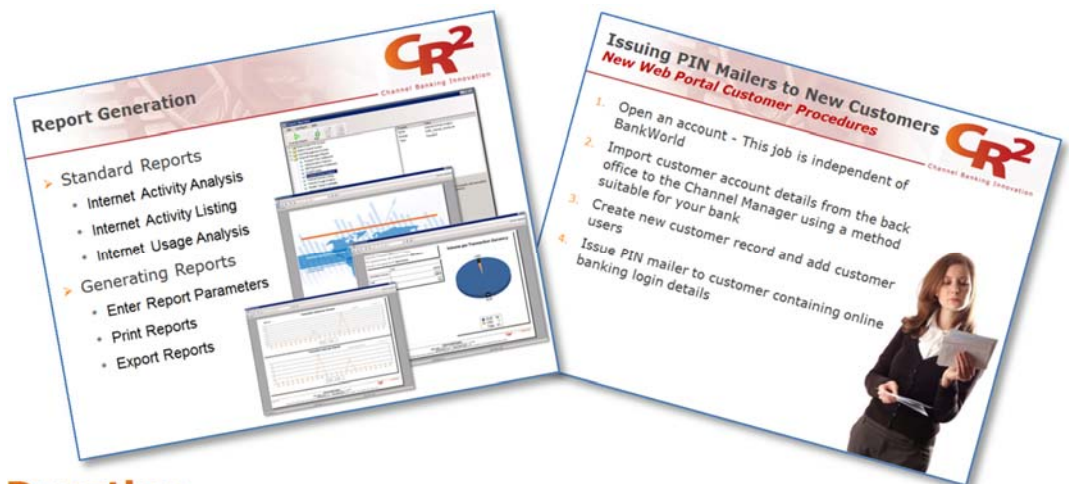 Report Generation
CR2
Channel Banking Innovation
Standard Reports
Internet Activity Analysis
Internet Activity Listing
Internet Usage Analysis
Generating Reports
Enter Report Parameters
Print Reports
Export Reports
Issuing PIN Mailers to New Customers
New Web Portal Customer Procedures
CR2
Channel Banking Innovation
1. Open an account - This job is independent of
BankWorld
2. Import customer account details from the back
office to the Channel Manager using a method
suitable for your bank
3. Create new customer record and add customer
users
4. Issue PIN mailer to customer containing online
banking login details